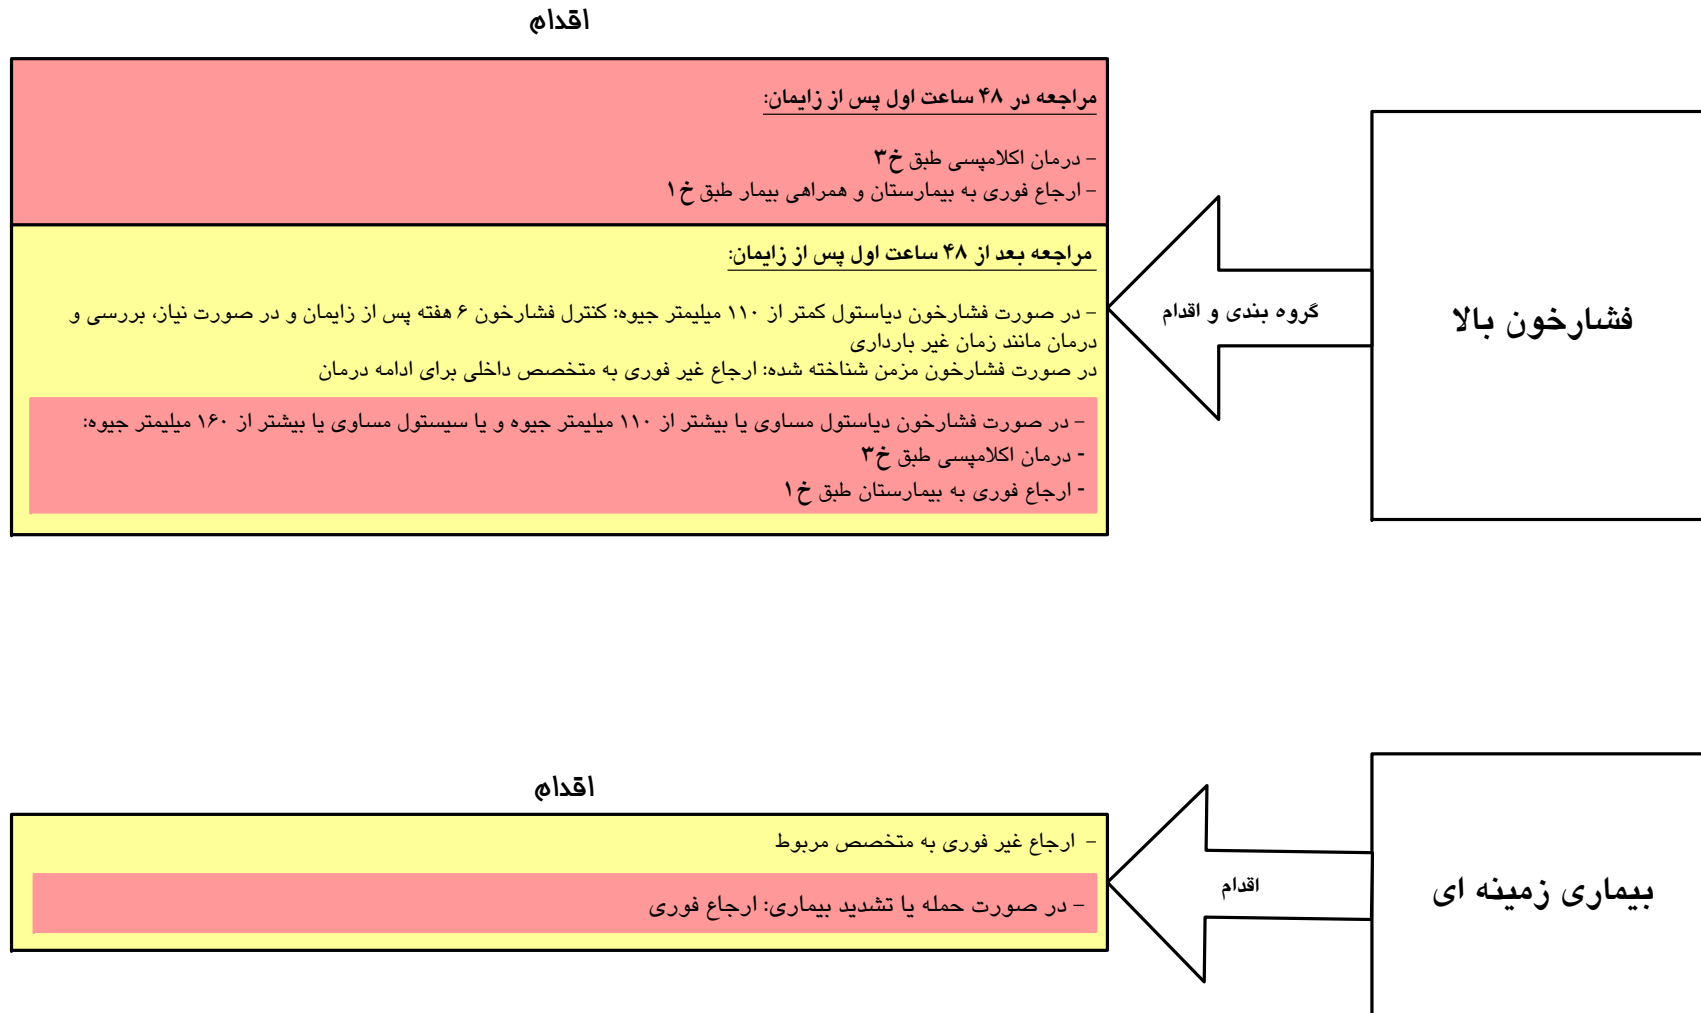 اقدام
مراجعه در ۴۸ ساعت اول پس از زایمان:
– درمان اکلامپسی طبق خ۳
– ارجاع فوری به بیمارستان و همراهی بیمار طبق خ۱
مراجعه بعد از ۴۸ ساعت اول پس از زایمان:
– در صورت فشارخون دیاستول کمتر از ۱۱۰ میلیمتر جیوه: کنترل فشارخون ۶ هفته پس از زایمان و در صورت نیاز، بررسی و
درمان مانند زمان غیر بارداری
در صورت فشارخون مزمن شناخته شده: ارجاع غیر فوری به متخصص داخلی برای ادامه درمان
– در صورت فشارخون دیاستول مساوی یا بیشتر از ۱۱۰ میلیمتر جیوه و یا سیستول مساوی یا بیشتر از ۱۶۰ میلیمتر جیوه:
- درمان اکلامپسی طبق خ۳
- ارجاع فوری به بیمارستان طبق خ۱
گروه بندی و اقدام
فشارخون بالا
اقدام
– ارجاع غیر فوری به متخصص مربوط
– در صورت حمله یا تشدید بیماری: ارجاع فوری
اقدام
بیماری زمینه ای